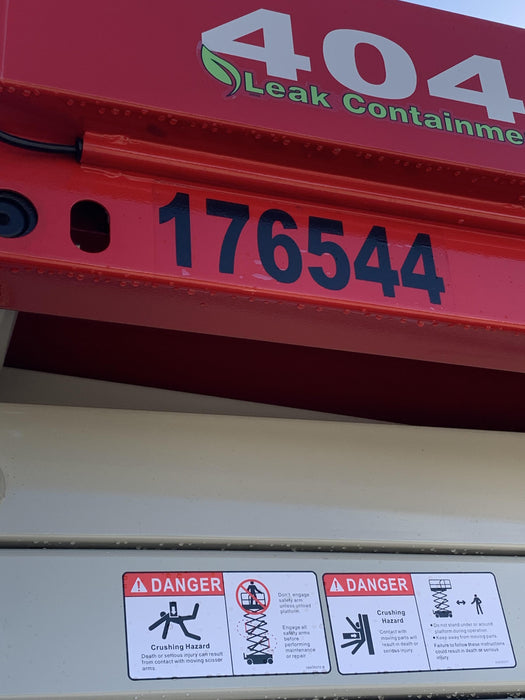 404
Leak Containme
176544
DANGER
Crushing Hazard
Death or serious injury can result
from contact with moving scissor
arms.
Don't engage
safety arm
unless unload
platform.
Engage all
safety arms
before
performing
maintenance
or repair
DANGER
Crushing
Hazard
Contact with
moving parts will
result in death or
serious injury.
• Do not stand under or around
platform during operation.
• Keep away from moving parts.
Failure to follow these instructions
could result in death or serious
injury.